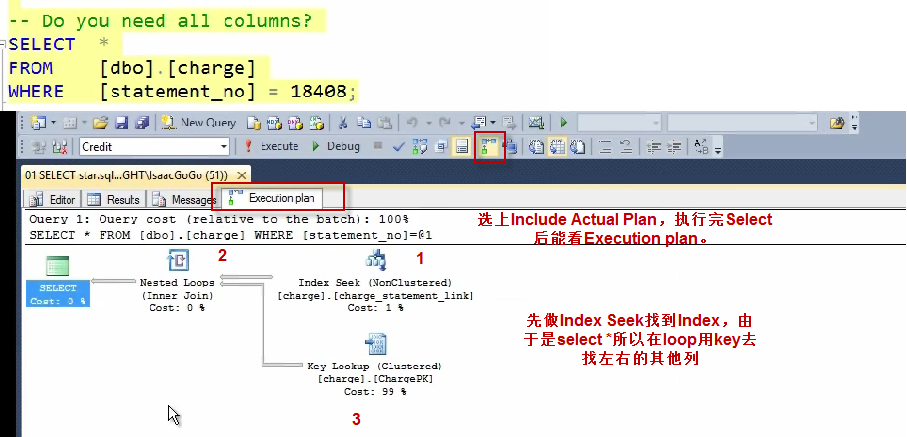 -- Do you need all columns?
SELECT *
FROM [dbo].[charge]
WHERE [statement_no] = 18408;
New Query
Credit
Execute
Debug
01 SELECT star.sql...GHT\IsaacGoGo (51))
Editor
Results
Messages
Execution plan
Query 1: Query cost (relative to the batch): 100%
SELECT * FROM [dbo].[charge] WHERE [statement_no]=@1
选上Include Actual Plan，执行完Select
后能看Execution plan。
2
1
SELECT
Cost: 0 %
Nested Loops
(Inner Join)
Cost: 0 %
Index Seek (NonClustered)
[charge].[charge_statement_link]
Cost: 1 %
先做Index Seek找到Index，由
于是select *所以在loop用key去
找左右的其他列
Key Lookup (Clustered)
[charge].[ChargePK]
Cost: 99 %
3